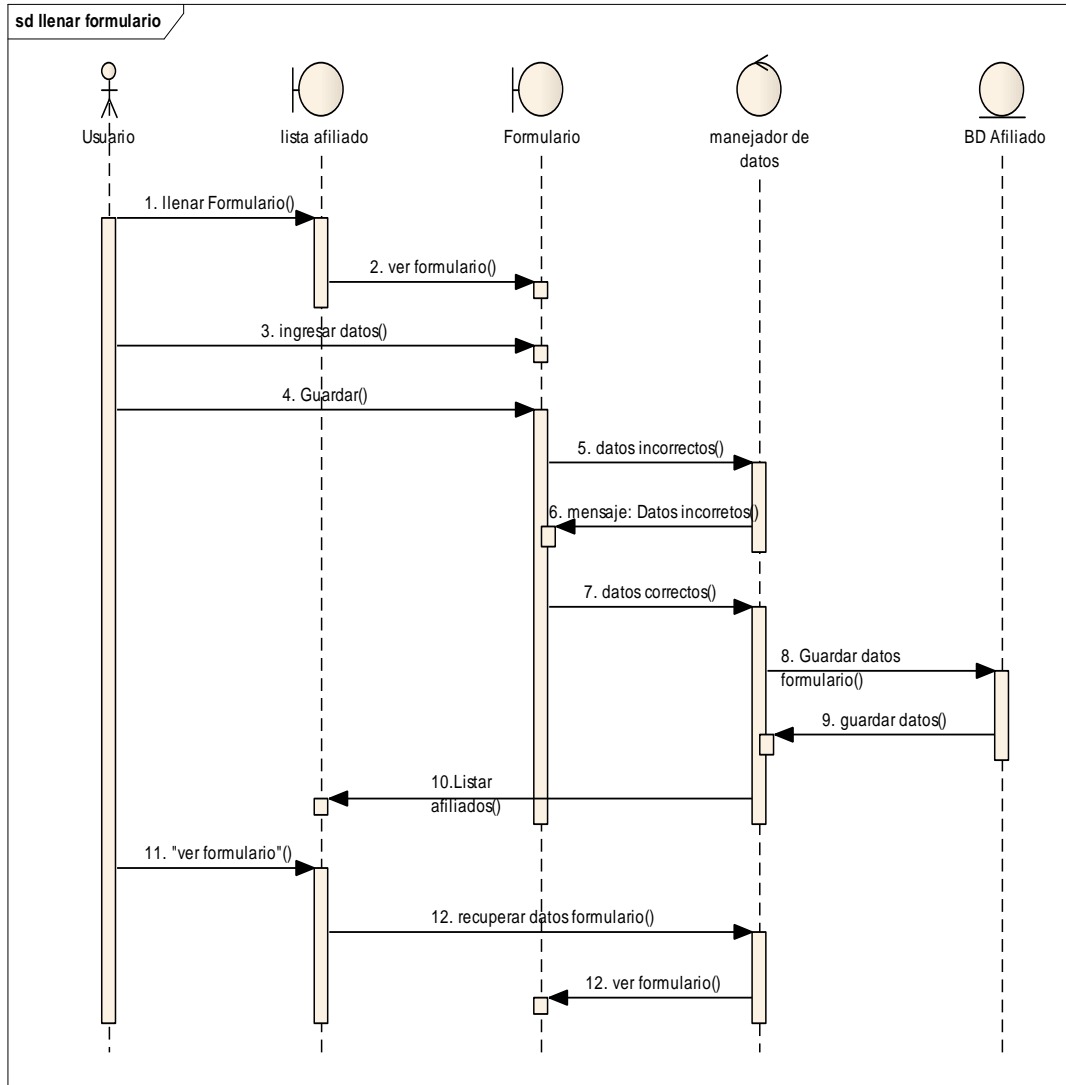 sd llenar formulario
Usuario
lista afiliado
Formulario
manejador de
datos
BD Afiliado
1. llenar Formulario()
2. ver formulario()
3. ingresar datos()
4. Guardar()
5. datos incorrectos()
6. mensaje: Datos incorretos()
7. datos correctos()
8. Guardar datos
formulario()
9. guardar datos()
10.Listar
afiliados()
11. "ver formulario"()
12. recuperar datos formulario()
12. ver formulario()